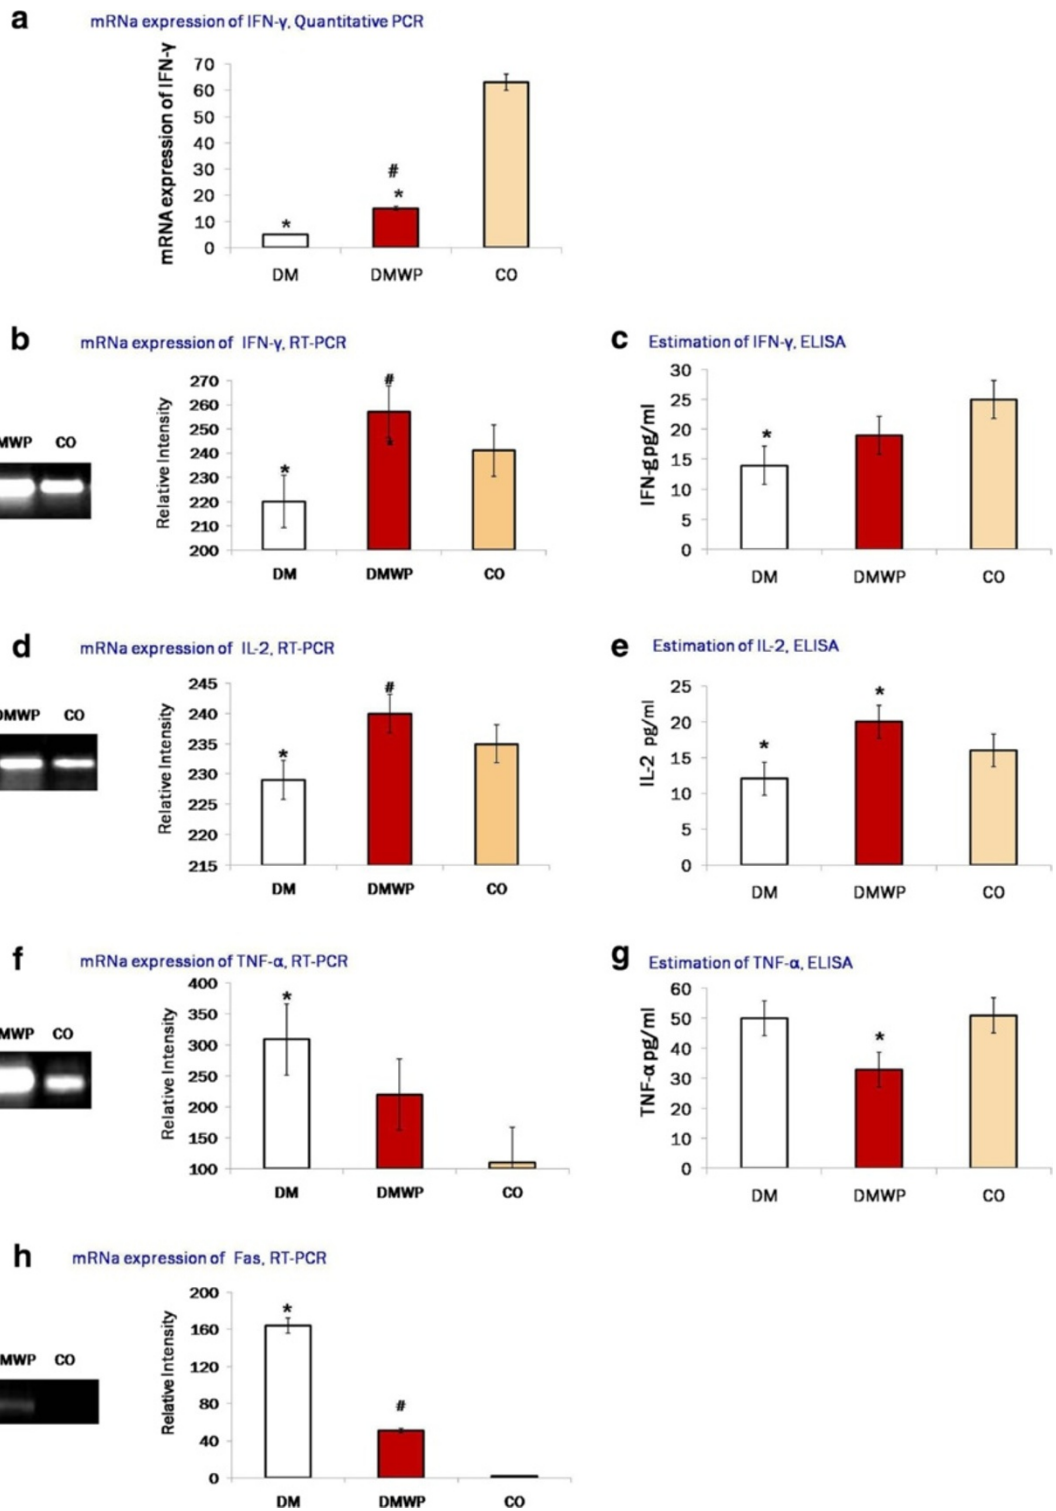 a
mRNa expression of IFN-γ, Quantitative PCR
mRNA expression of IFN-γ
70
60
50
40
30
20
10
0
*
#
*
DM DMWP CO
b
mRNa expression of IFN-γ, RT-PCR
MWP CO
Relative Intensity
270
260
250
240
230
220
210
200
*
#
*
DM DMWP CO
c
Estimation of IFN-γ, ELISA
IFN-g pg/ml
30
25
20
15
10
5
0
*
DM DMWP CO
d
mRNa expression of IL-2, RT-PCR
DMWP CO
Relative Intensity
245
240
235
230
225
220
215
*
#
DM DMWP CO
e
Estimation of IL-2, ELISA
IL-2 pg/ml
25
20
15
10
5
0
*
*
DM DMWP CO
f
mRNa expression of TNF-α, RT-PCR
MWP CO
Relative Intensity
400
350
300
250
200
150
100
*
DM DMWP CO
g
Estimation of TNF-α, ELISA
TNF-α pg/ml
60
50
40
30
20
10
0
*
DM DMWP CO
h
mRNa expression of Fas, RT-PCR
MWP CO
Relative Intensity
200
160
120
80
40
0
*
#
DM DMWP CO